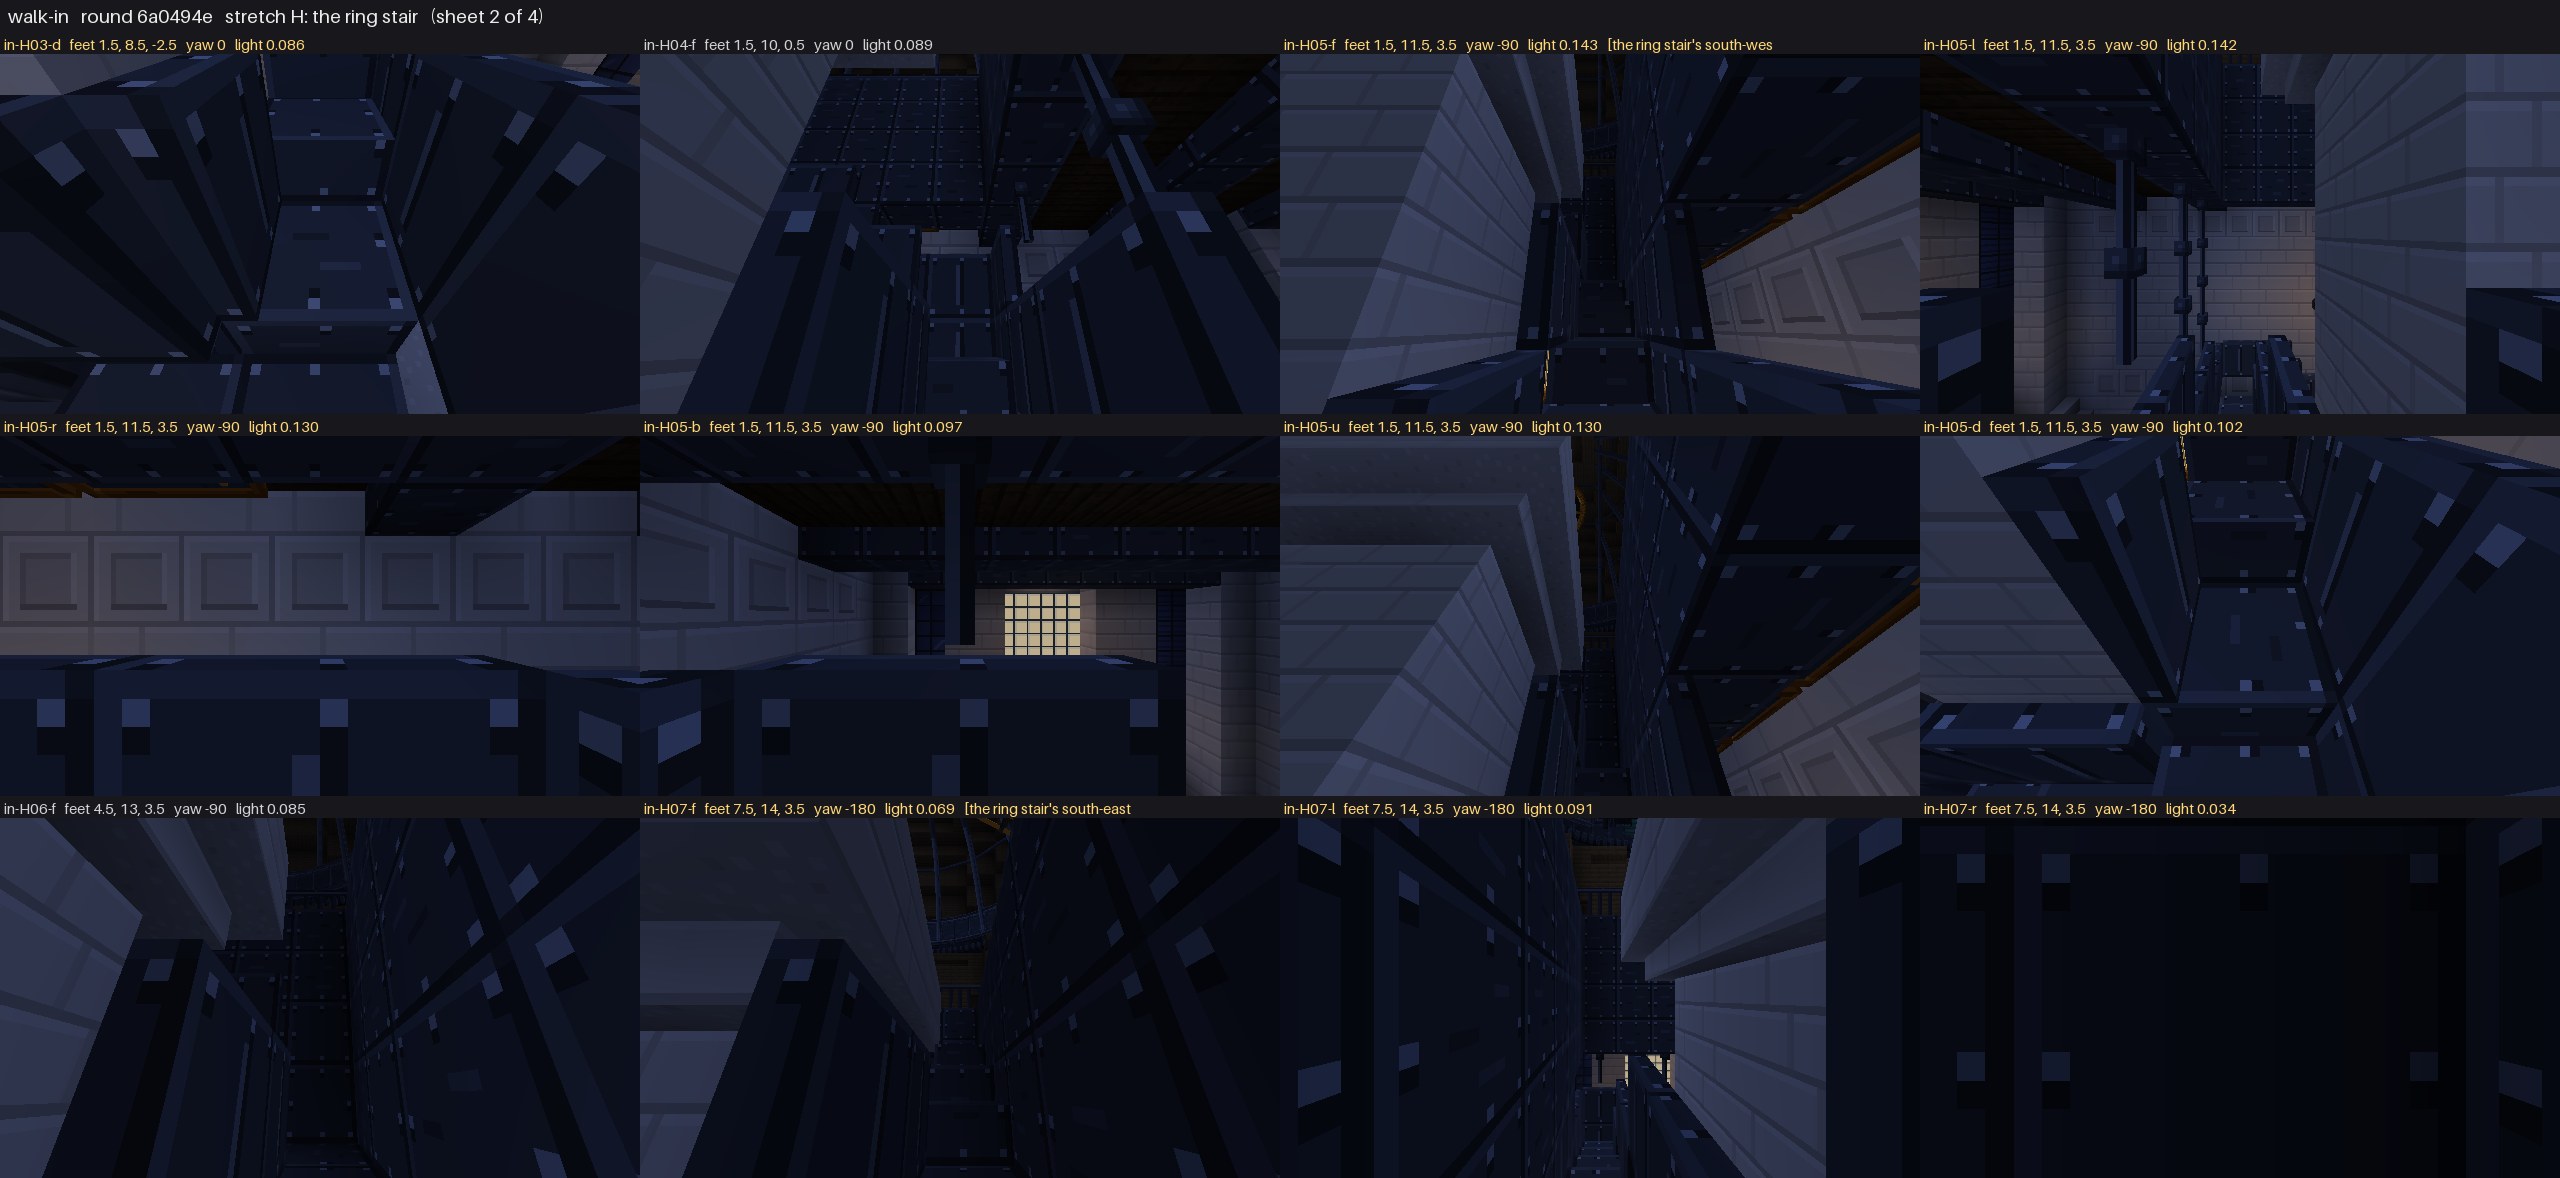 walk-in round 6a0494e stretch H: the ring stair (sheet 2 of 4)
in-H03-d feet 1.5, 8.5, -2.5 yaw 0 light 0.086
in-H04-f feet 1.5, 10, 0.5 yaw 0 light 0.089
in-H05-f feet 1.5, 11.5, 3.5 yaw -90 light 0.143 [the ring stair's south-wes
in-H05-l feet 1.5, 11.5, 3.5 yaw -90 light 0.142
in-H05-r feet 1.5, 11.5, 3.5 yaw -90 light 0.130
in-H05-b feet 1.5, 11.5, 3.5 yaw -90 light 0.097
in-H05-u feet 1.5, 11.5, 3.5 yaw -90 light 0.130
in-H05-d feet 1.5, 11.5, 3.5 yaw -90 light 0.102
in-H06-f feet 4.5, 13, 3.5 yaw -90 light 0.085
in-H07-f feet 7.5, 14, 3.5 yaw -180 light 0.069 [the ring stair's south-east
in-H07-l feet 7.5, 14, 3.5 yaw -180 light 0.091
in-H07-r feet 7.5, 14, 3.5 yaw -180 light 0.034